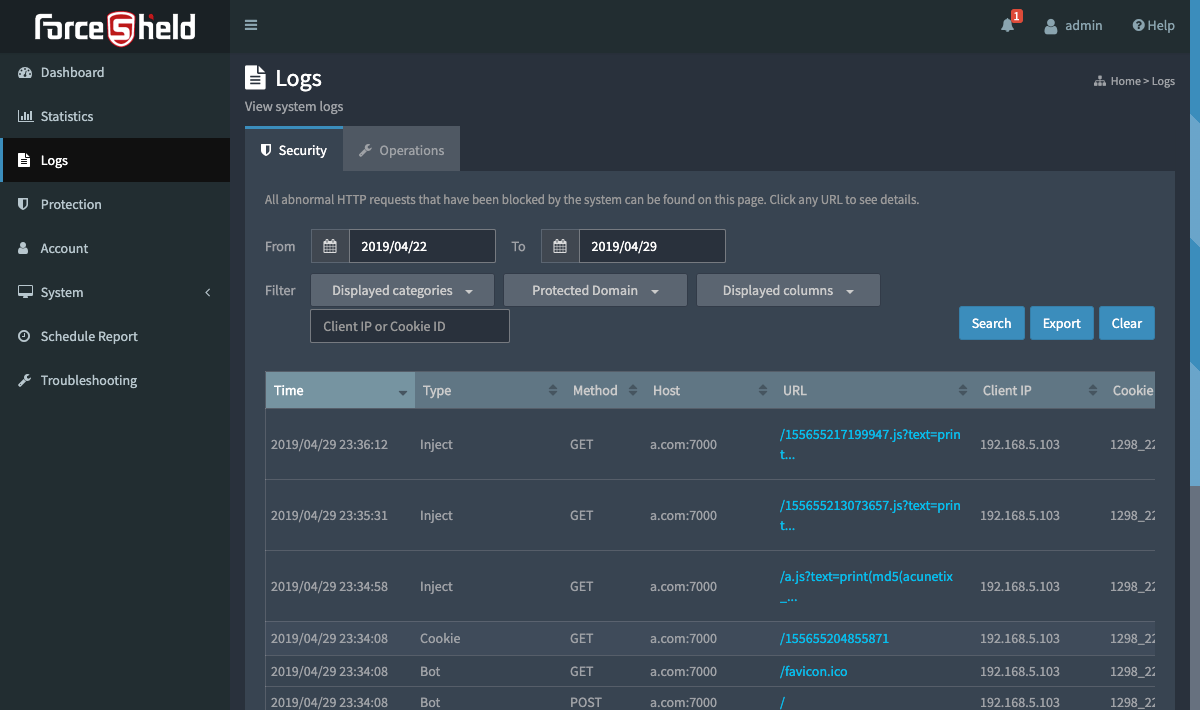 ForceShield
1
admin
Help
Dashboard
Statistics
Logs
Protection
Account
System
Schedule Report
Troubleshooting
Logs
View system logs
Home > Logs
Security
Operations
All abnormal HTTP requests that have been blocked by the system can be found on this page. Click any URL to see details.
From 2019/04/22 To 2019/04/29
Filter Displayed categories Protected Domain Displayed columns
Client IP or Cookie ID
Search Export Clear
Time Type Method Host URL Client IP Cookie
2019/04/29 23:36:12 Inject GET a.com:7000 /155655217199947.js?text=prin 192.168.5.103 1298_22
t...
2019/04/29 23:35:31 Inject GET a.com:7000 /155655213073657.js?text=prin 192.168.5.103 1298_22
t...
2019/04/29 23:34:58 Inject GET a.com:7000 /a.js?text=print(md5(acunetix 192.168.5.103 1298_22
_...
2019/04/29 23:34:08 Cookie GET a.com:7000 /155655204855871 192.168.5.103 1298_22
2019/04/29 23:34:08 Bot GET a.com:7000 /favicon.ico 192.168.5.103 1298_22
2019/04/29 23:34:08 Bot POST a.com:7000 / 192.168.5.103 1298_22